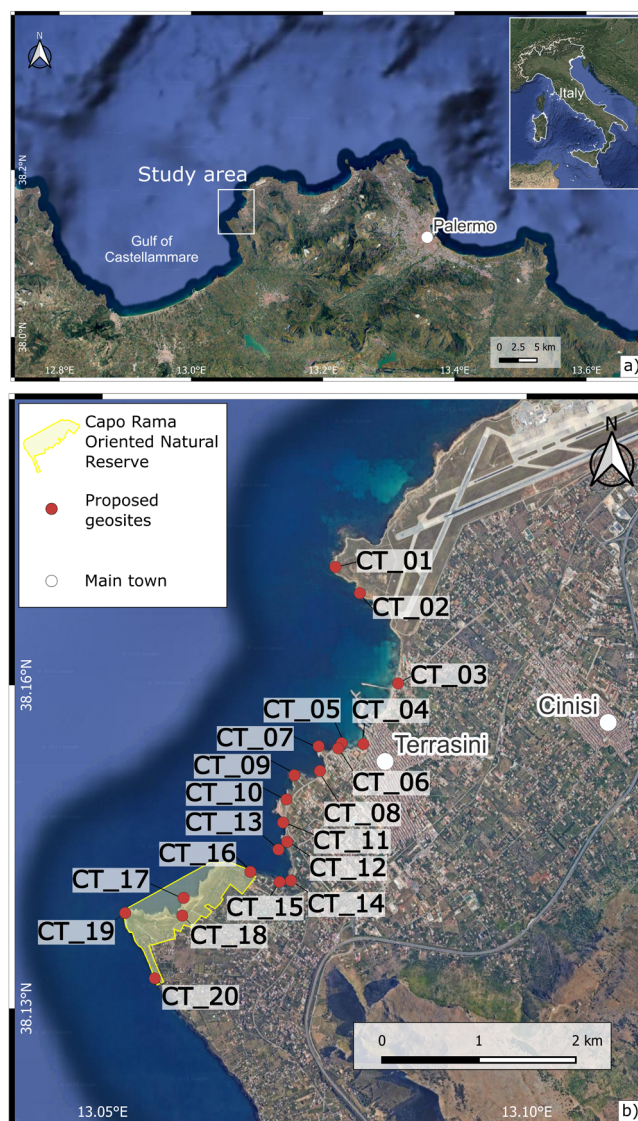 N
Italy
Study area
38.2°N
Gulf of
Castellammare
Palermo
38.0°N
0 2.5 5 km
12.8°E 13.0°E 13.2°E 13.4°E 13.6°E
a)
Capo Rama
Oriented Natural
Reserve
Proposed
geosites
Main town
N
CT_01
CT_02
38.16°N
CT_03
CT_05
CT_04
Cinisi
CT_07
Terrasini
CT_09
CT_06
CT_10
CT_08
CT_13
CT_11
CT_16
CT_12
CT_17
CT_15
CT_14
CT_19
CT_18
CT_20
38.13°N
0 1 2 km
13.05°E 13.10°E
b)